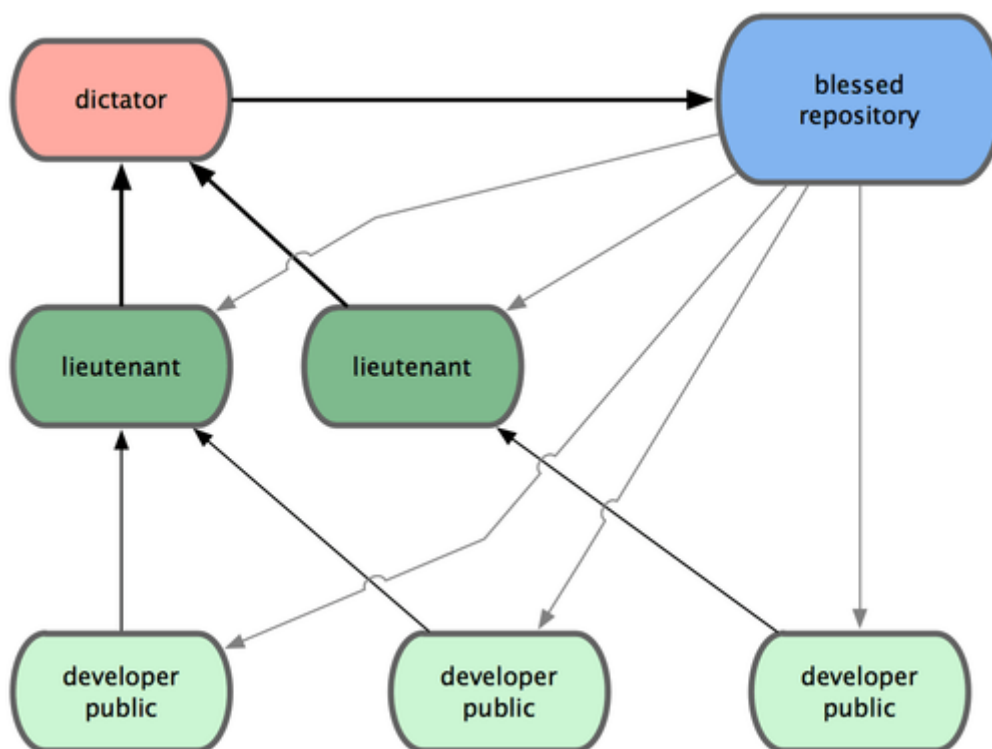 dictator
blessed
repository
lieutenant
lieutenant
developer
public
developer
public
developer
public